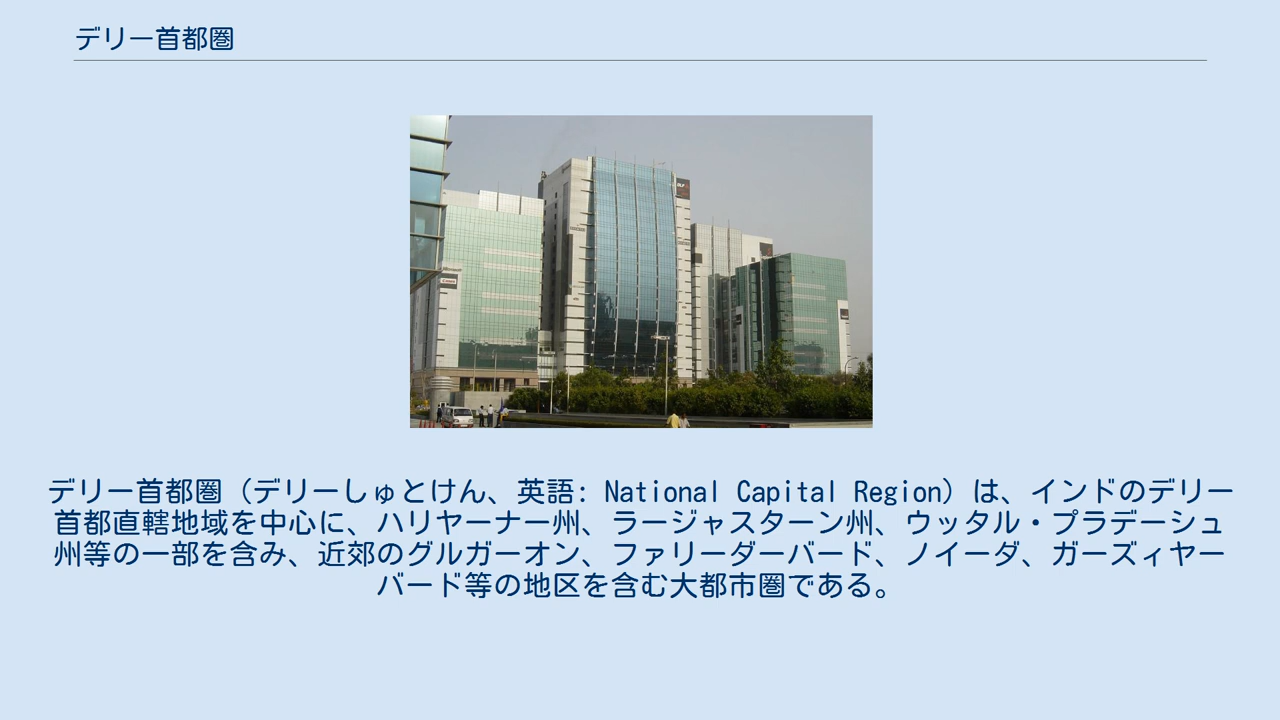 デリー首都圏
デリー首都圏（デリーしゅとけん、英語: National Capital Region）は、インドのデリー
首都直轄地域を中心に、ハリヤーナー州、ラージャスターン州、ウッタル・プラデーシュ
州等の一部を含み、近郊のグルガーオン、ファリーダーバード、ノイーダ、ガーズィヤー
バード等の地区を含む大都市圏である。